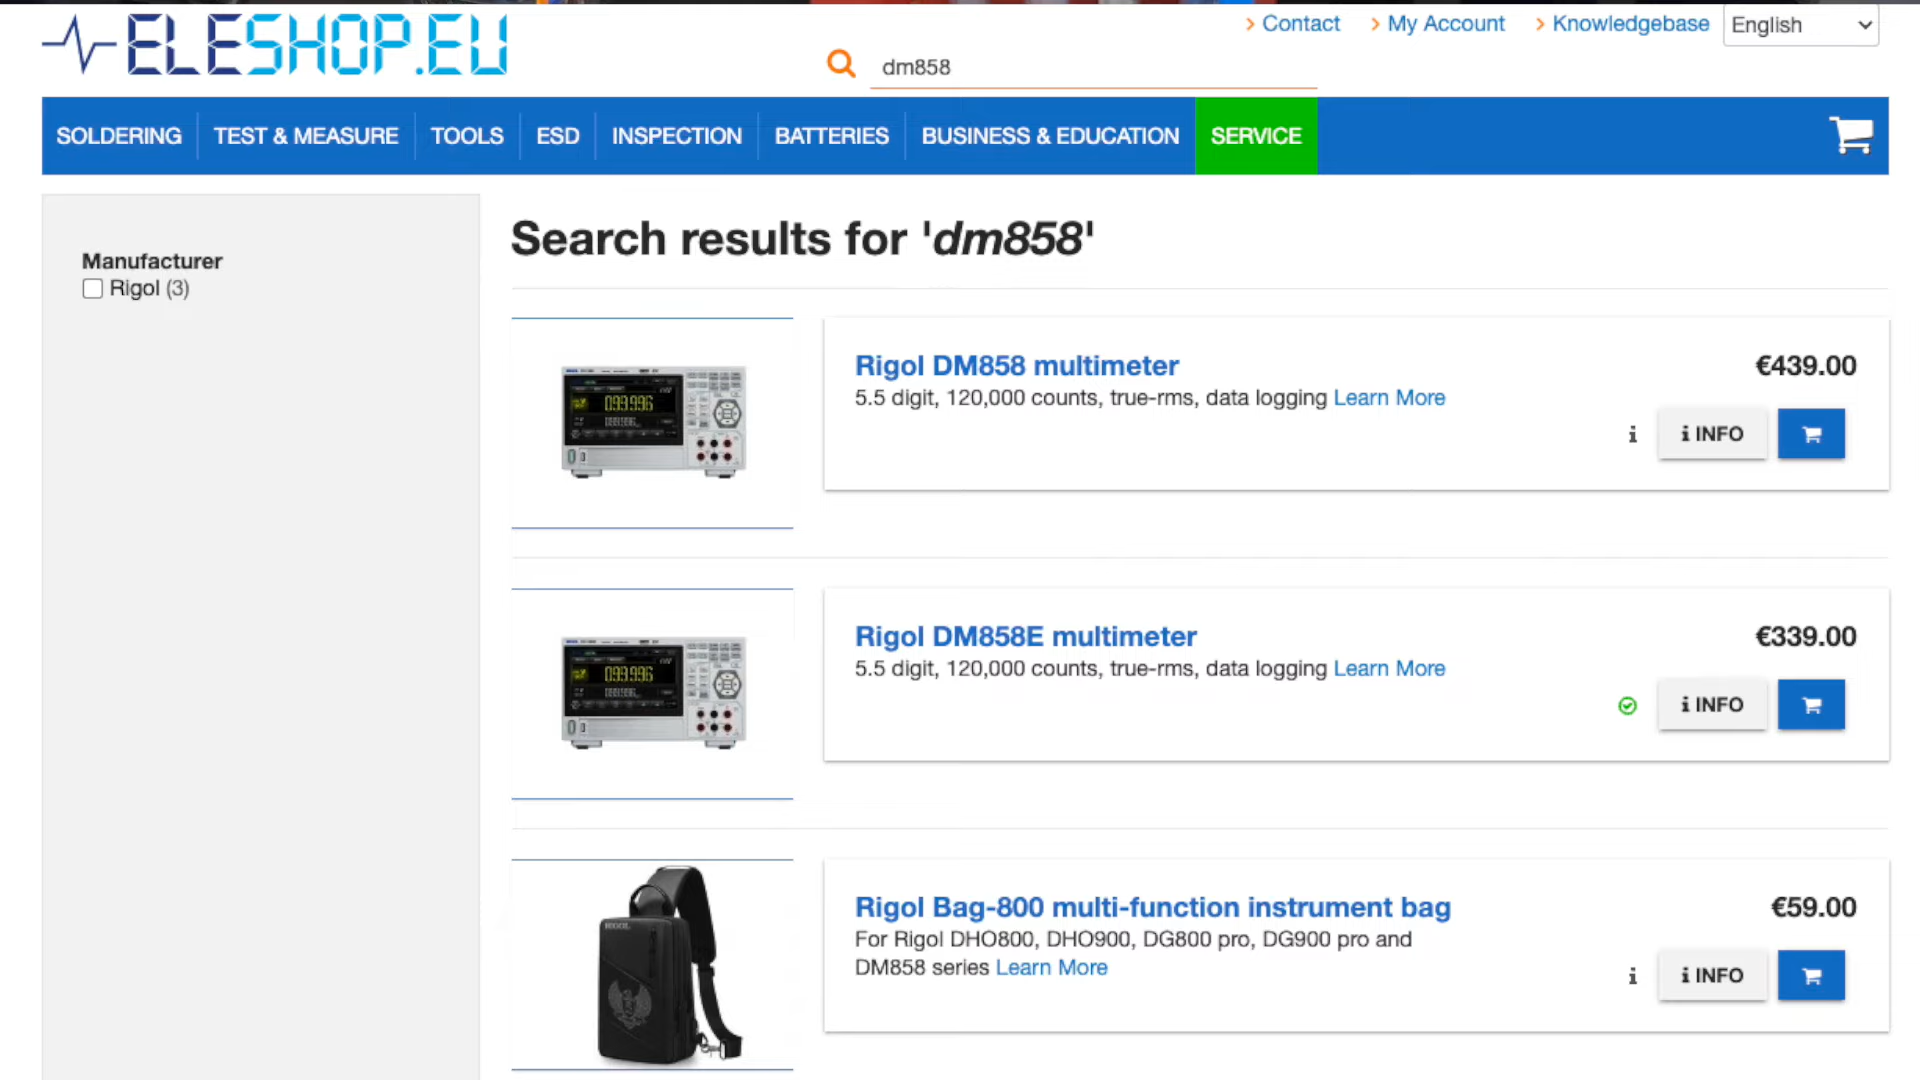 ELESHOP.EU
Contact
My Account
Knowledgebase
English
dm858
SOLDERING
TEST & MEASURE
TOOLS
ESD
INSPECTION
BATTERIES
BUSINESS & EDUCATION
SERVICE
Manufacturer
Rigol (3)
Search results for 'dm858'
Rigol DM858 multimeter
€439.00
5.5 digit, 120,000 counts, true-rms, data logging Learn More
i
i INFO
Rigol DM858E multimeter
€339.00
5.5 digit, 120,000 counts, true-rms, data logging Learn More
i INFO
RIGOL
Rigol Bag-800 multi-function instrument bag
€59.00
For Rigol DHO800, DHO900, DG800 pro, DG900 pro and
DM858 series Learn More
i
i INFO